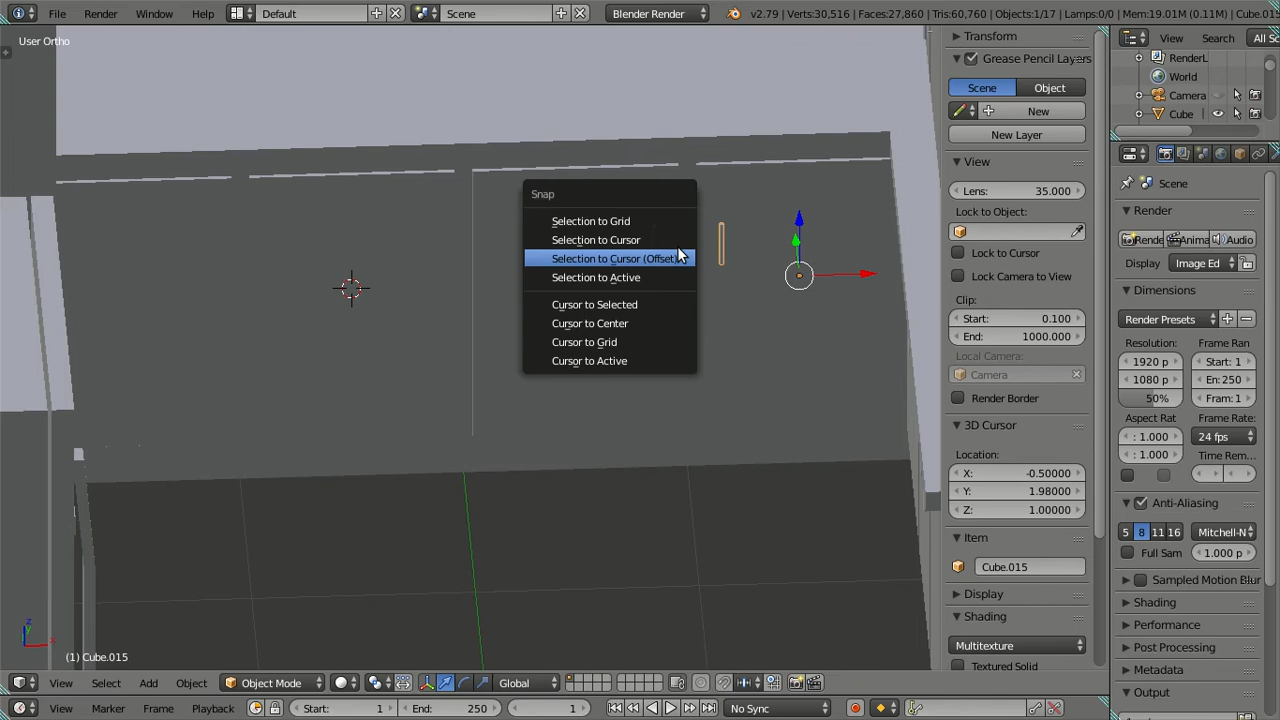 File Render Window Help Default Scene Blender Render v2.79 | Verts:30,516 | Faces:27,860 | Tris:60,760 | Objects:1/17 | Lamps:0/0 | Mem:19.01M (0.11M) | Cube.015
User Ortho
Transform
Grease Pencil Layers
Scene Object
New
New Layer
View
Lens: 35.000
Lock to Object:
Lock to Cursor
Lock Camera to View
Clip:
Start: 0.100
End: 1000.000
Local Camera:
Camera
Render Border
3D Cursor
Location:
X: -0.50000
Y: 1.98000
Z: 1.00000
Item
Cube.015
Display
Shading
Multitexture
Textured Solid
View Search All Sc
RenderL
World
Camera
Cube
Scene
Render
Rende Anima Audio
Display Image Ed
Dimensions
Render Presets
Resolution: Frame Ran
1920 p Start: 1
1080 p En: 250
50% Fram: 1
Aspect Rat Frame Rate:
: 1.000 24 fps
: 1.000 Time Rem...
Anti-Aliasing
5 8 11 16 Mitchell-N
Full Sam 1.000 p
Sampled Motion Blur
Shading
Performance
Post Processing
Metadata
Output
Snap
Selection to Grid
Selection to Cursor
Selection to Cursor (Offset)
Selection to Active
Cursor to Selected
Cursor to Center
Cursor to Grid
Cursor to Active
z
x
(1) Cube.015
View Select Add Object Object Mode Global
View Marker Frame Playback Start: 1 End: 250 1 No Sync